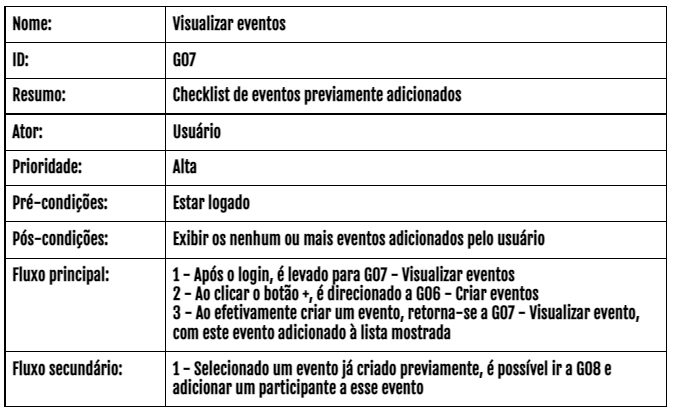 Nome: Visualizar eventos
ID: G07
Resumo: Checklist de eventos previamente adicionados
Ator: Usuário
Prioridade: Alta
Pré-condições: Estar logado
Pós-condições: Exibir os nenhum ou mais eventos adicionados pelo usuário
Fluxo principal: 1 - Após o login, é levado para G07 - Visualizar eventos
2 - Ao clicar o botão +, é direcionado a G06 - Criar eventos
3 - Ao efetivamente criar um evento, retorna-se a G07 - Visualizar evento,
com este evento adicionado à lista mostrada
Fluxo secundário: 1 - Selecionado um evento já criado previamente, é possível ir a G08 e
adicionar um participante a esse evento